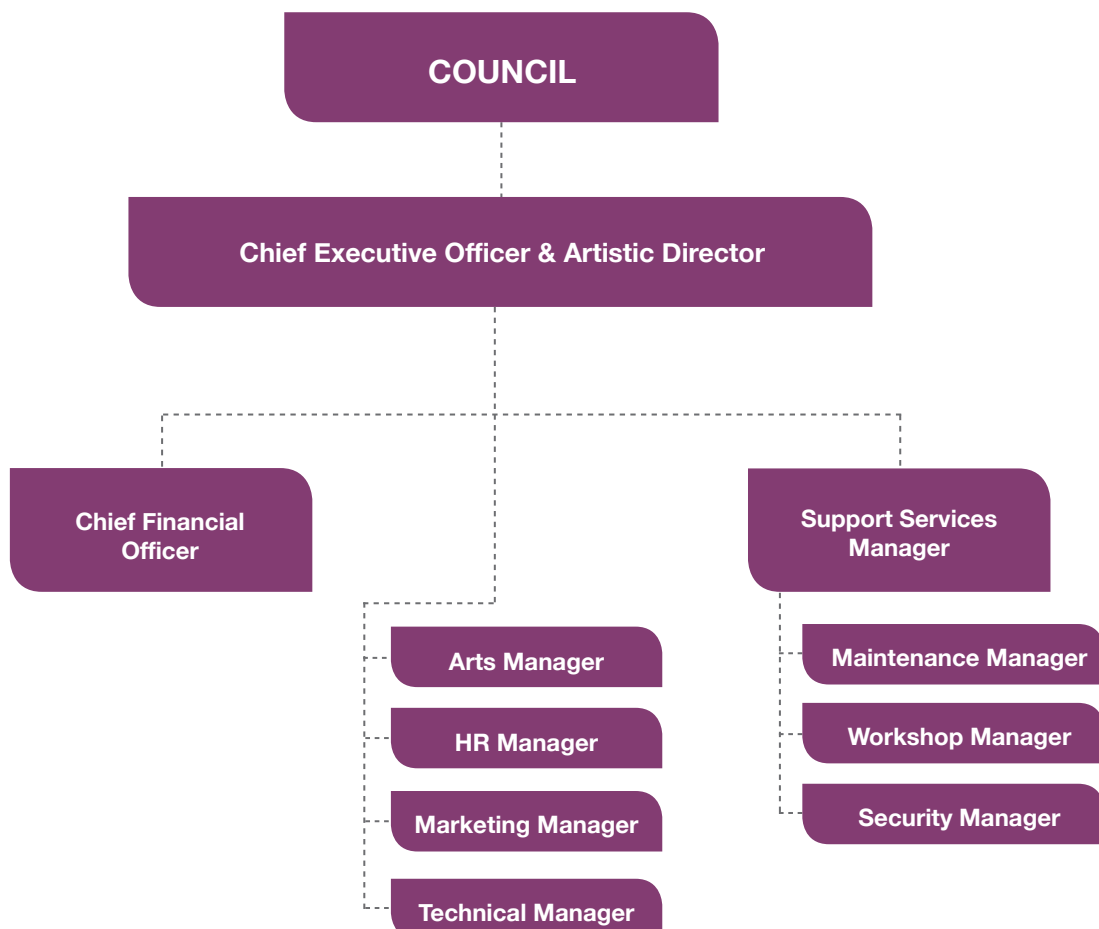 COUNCIL
Chief Executive Officer & Artistic Director
Chief Financial
Officer
Support Services
Manager
Arts Manager
HR Manager
Marketing Manager
Technical Manager
Maintenance Manager
Workshop Manager
Security Manager